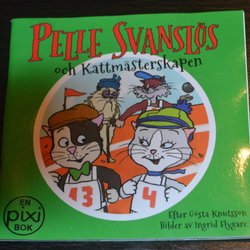 PELLE SVANSLÖS
och Kattmästerskapen
13
4
EN
pixi
BOK
Efter Gösta Knutsson
Bilder av Ingrid Flygare